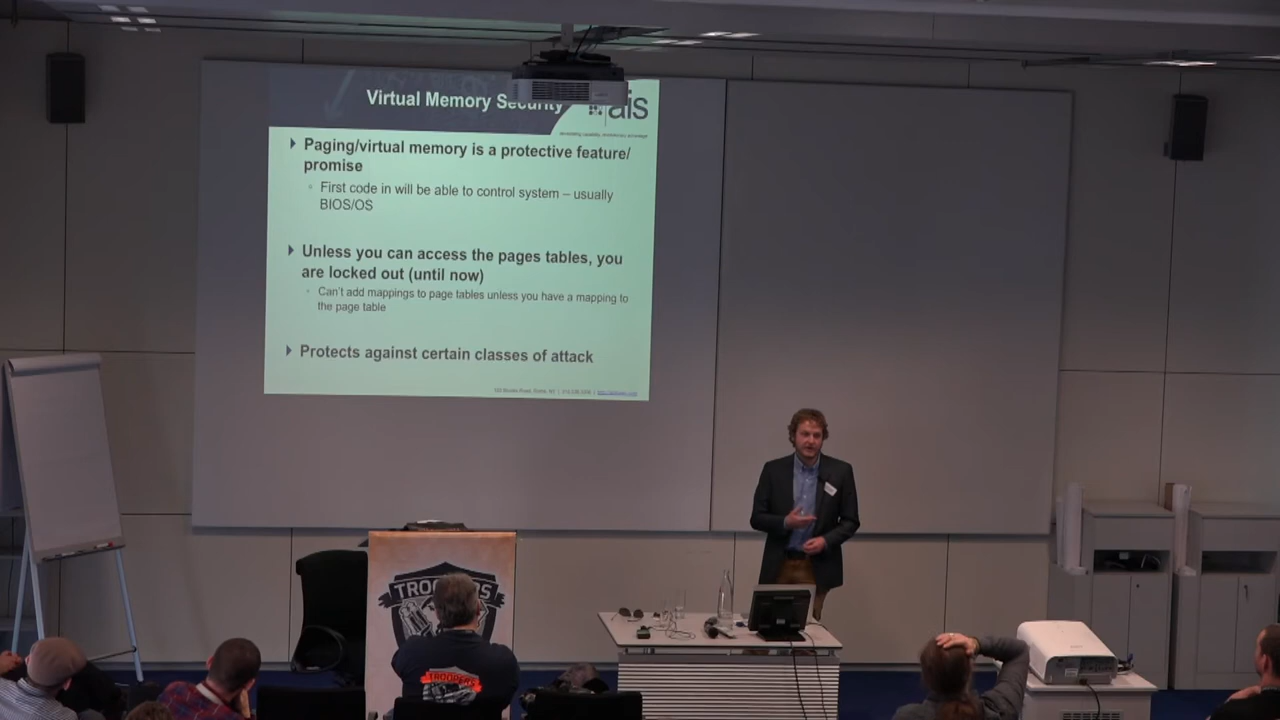 Virtual Memory Security
ais
Paging/virtual memory is a protective feature/
promise
First code in will be able to control system – usually
BIOS/OS
Unless you can access the pages tables, you
are locked out (until now)
Can't add mappings to page tables unless you have a mapping to
the page table
Protects against certain classes of attack
TROOPERS
TROOPERS